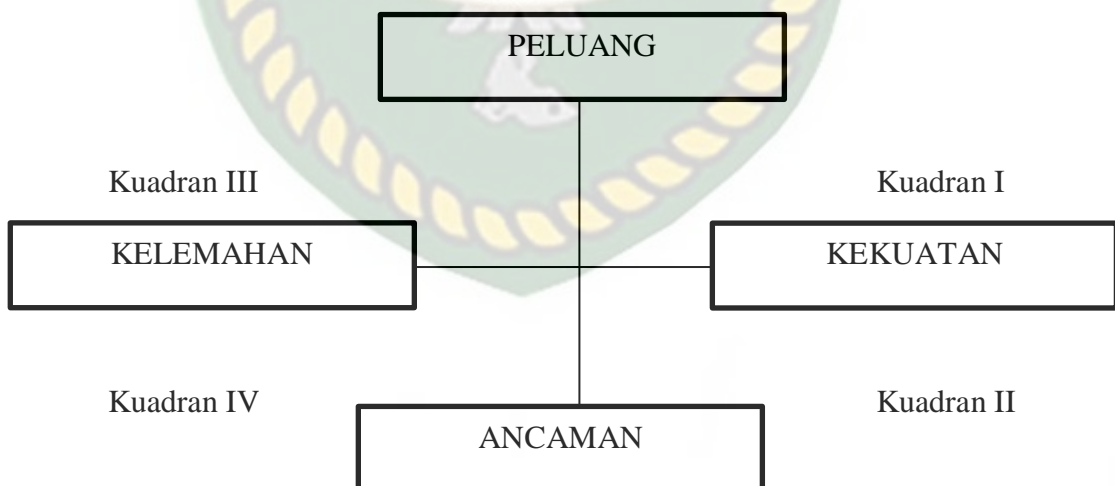 PELUANG
Kuadran III
Kuadran I
KELEMAHAN
KEKUATAN
Kuadran IV
Kuadran II
ANCAMAN